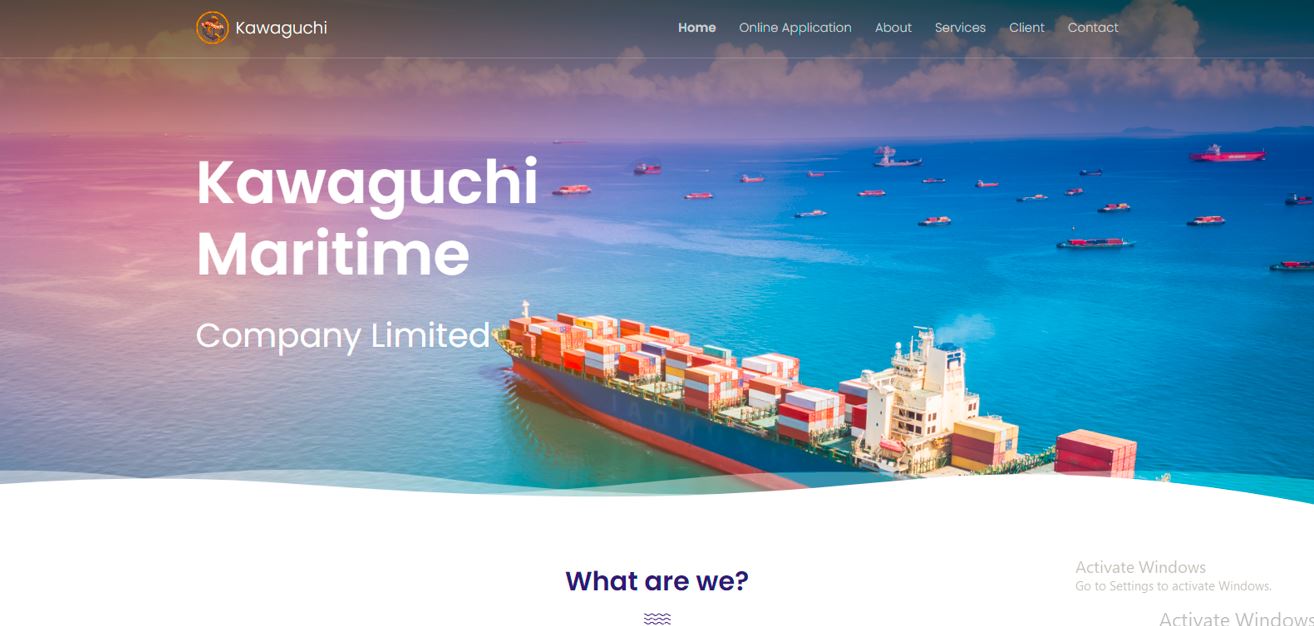 Kawaguchi
Home Online Application About Services Client Contact
Kawaguchi
Maritime
Company Limited
What are we?
Activate Windows
Go to Settings to activate Windows.
Activate Windows